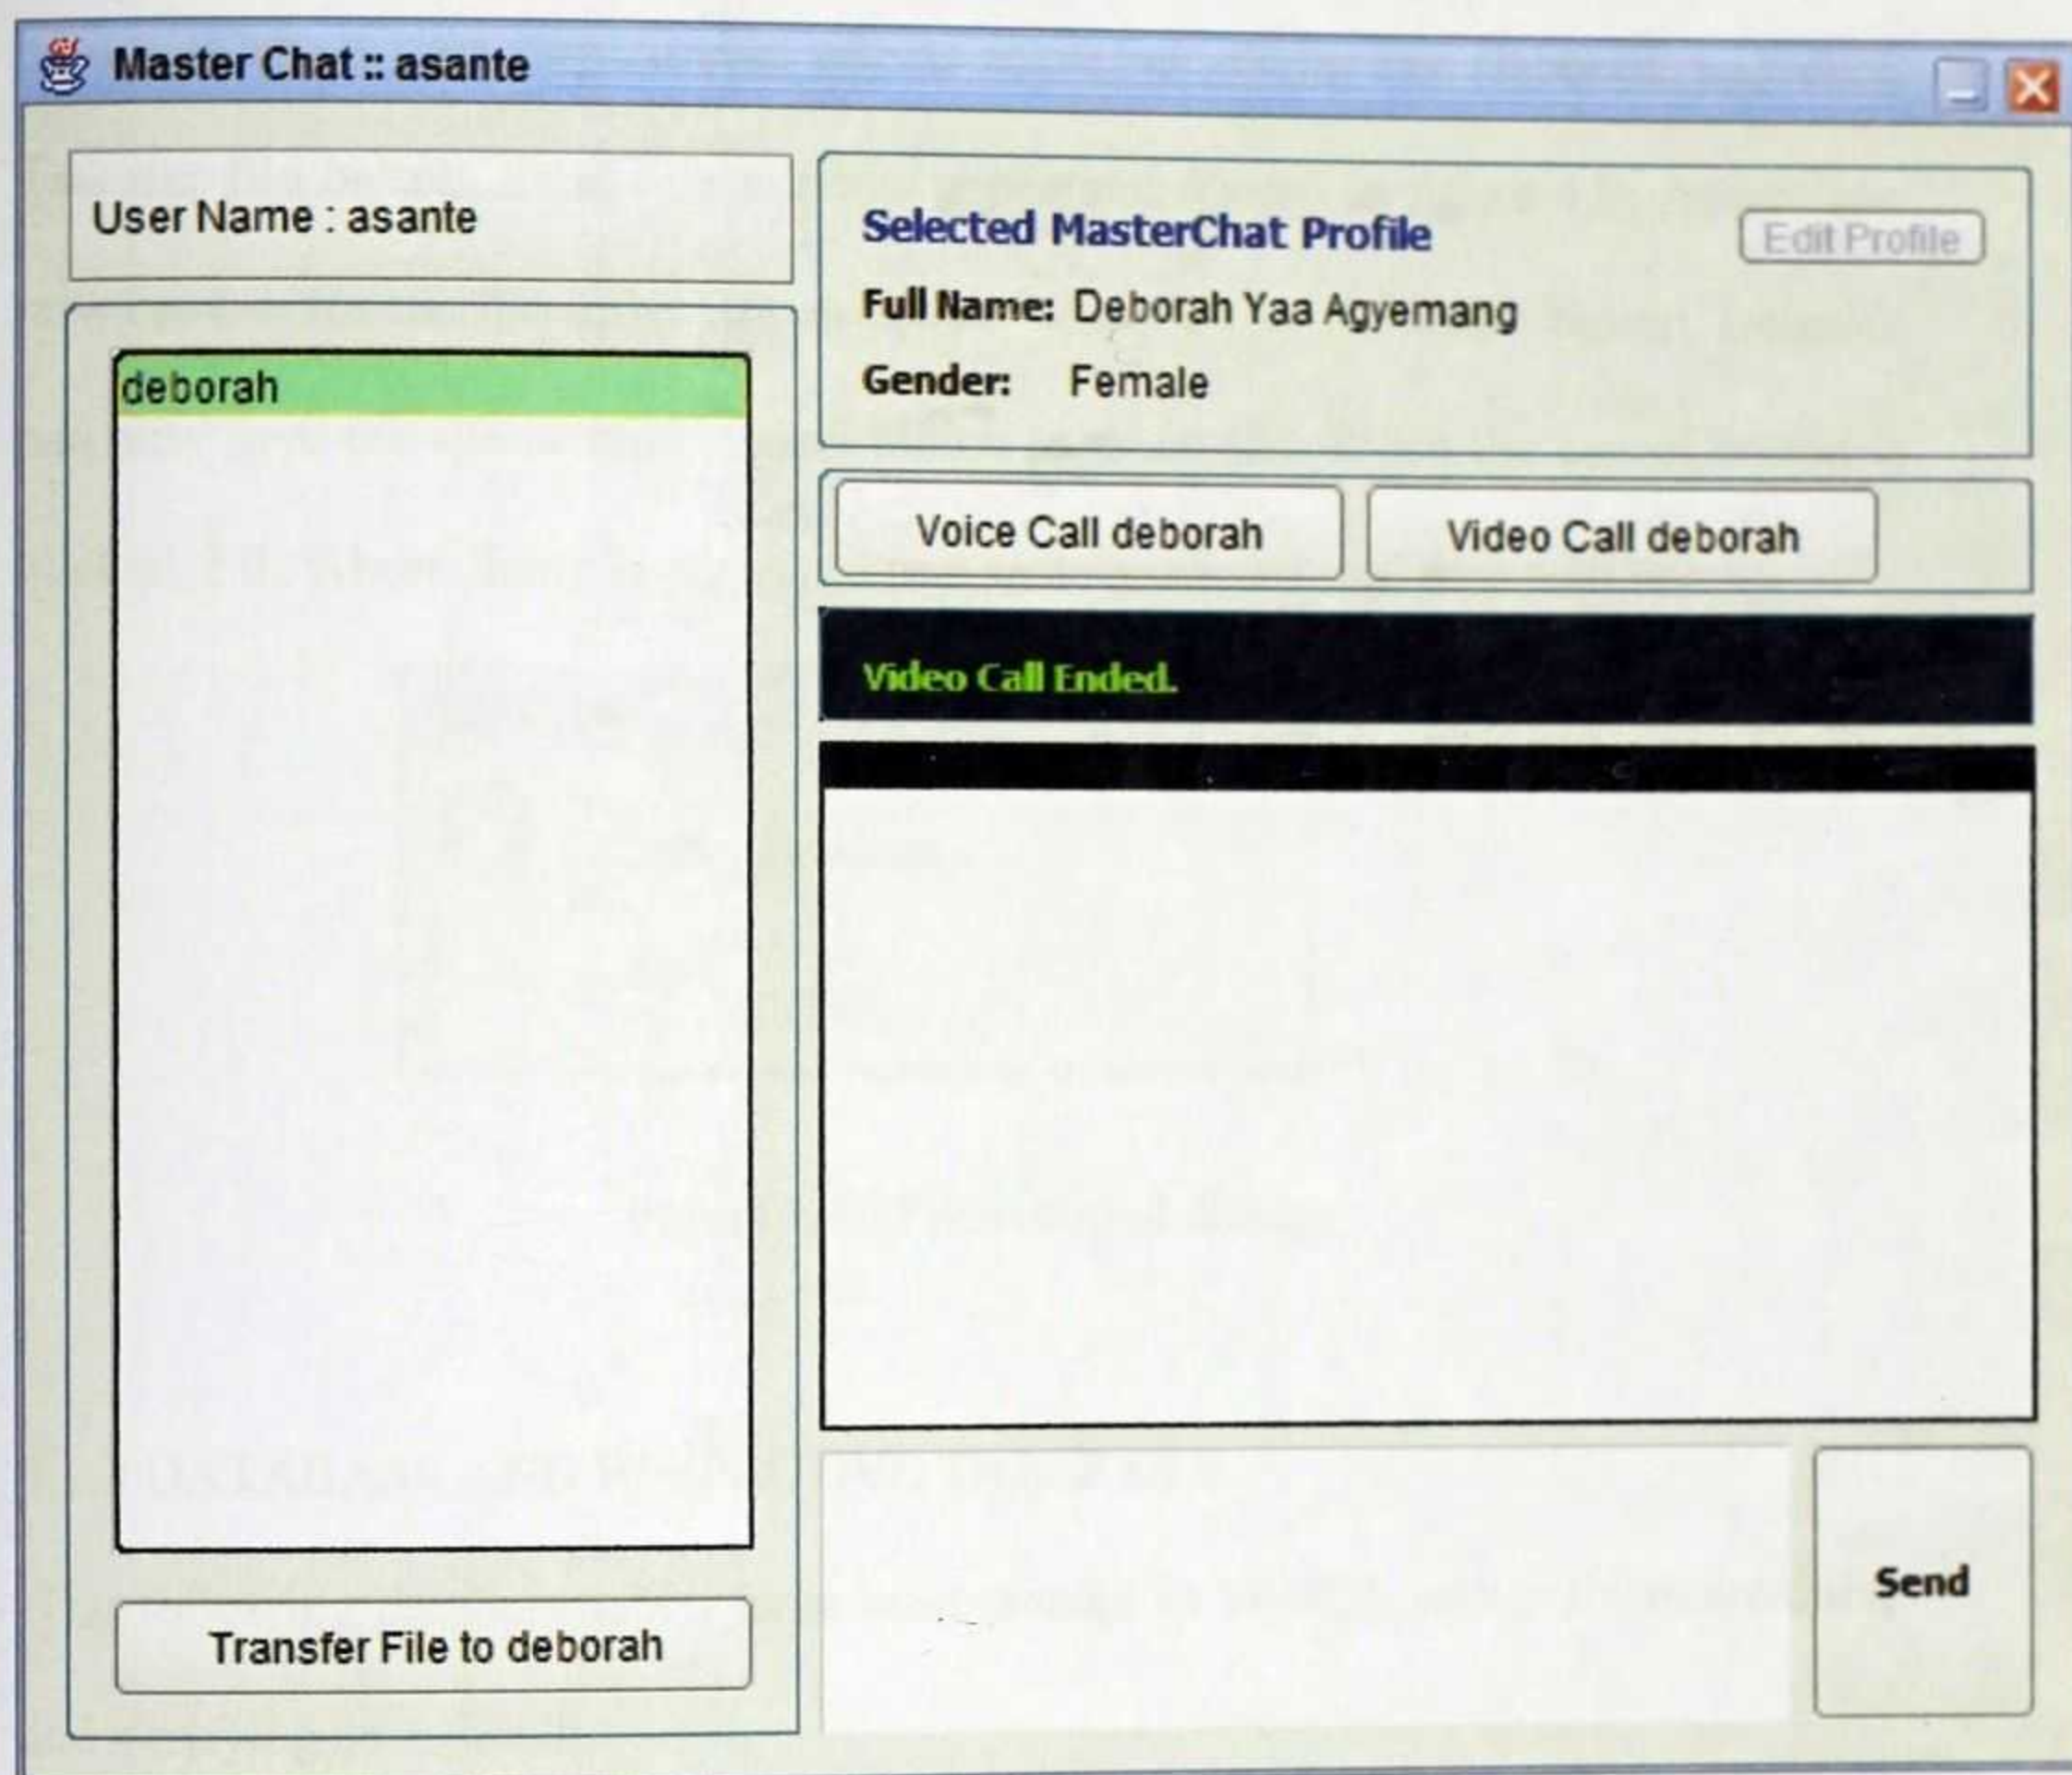 Master Chat :: asante
User Name : asante
deborah
Transfer File to deborah
Selected MasterChat Profile
Edit Profile
Full Name: Deborah Yaa Agyemang
Gender: Female
Voice Call deborah
Video Call deborah
Video Call Ended.
Send